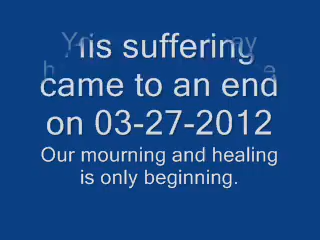 His suffering
came to an end
on 03-27-2012
Our mourning and healing
is only beginning.